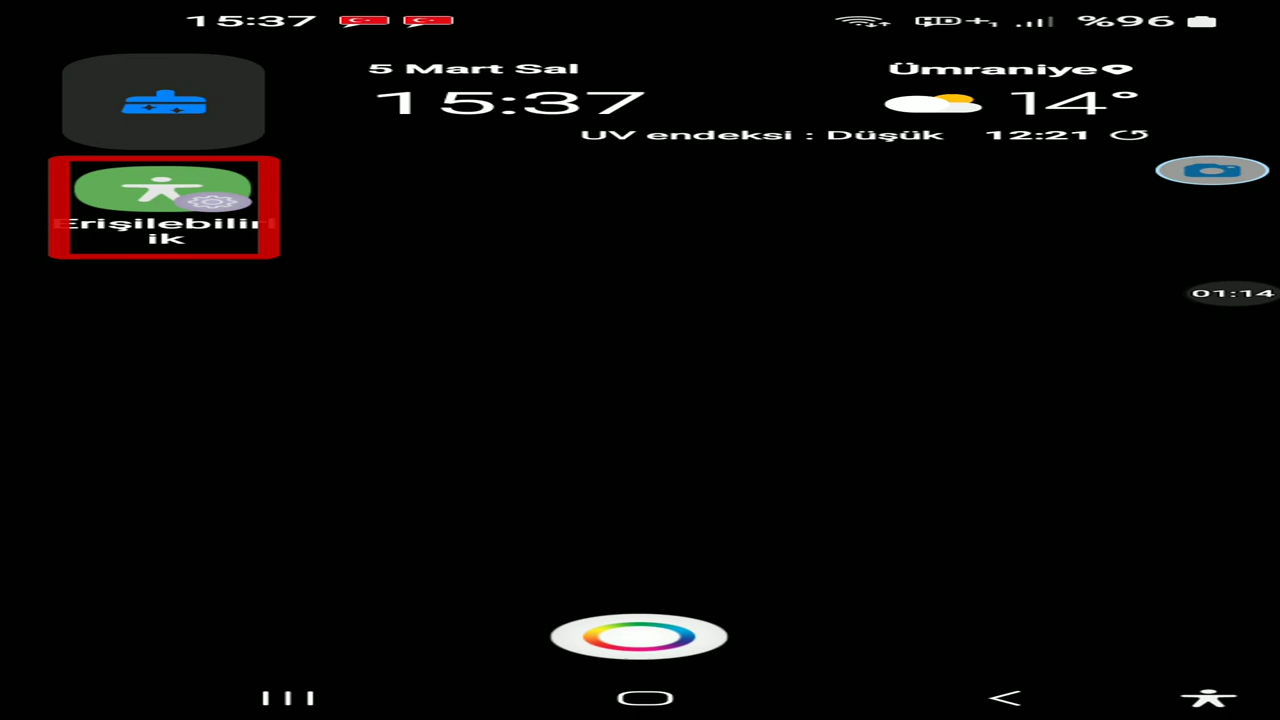 15:37 HD+ %96
5 Mart Sal
15:37
Ümraniye
14°
UV endeksi : Düşük 12:21
Erişilebilirl
ik
01:14